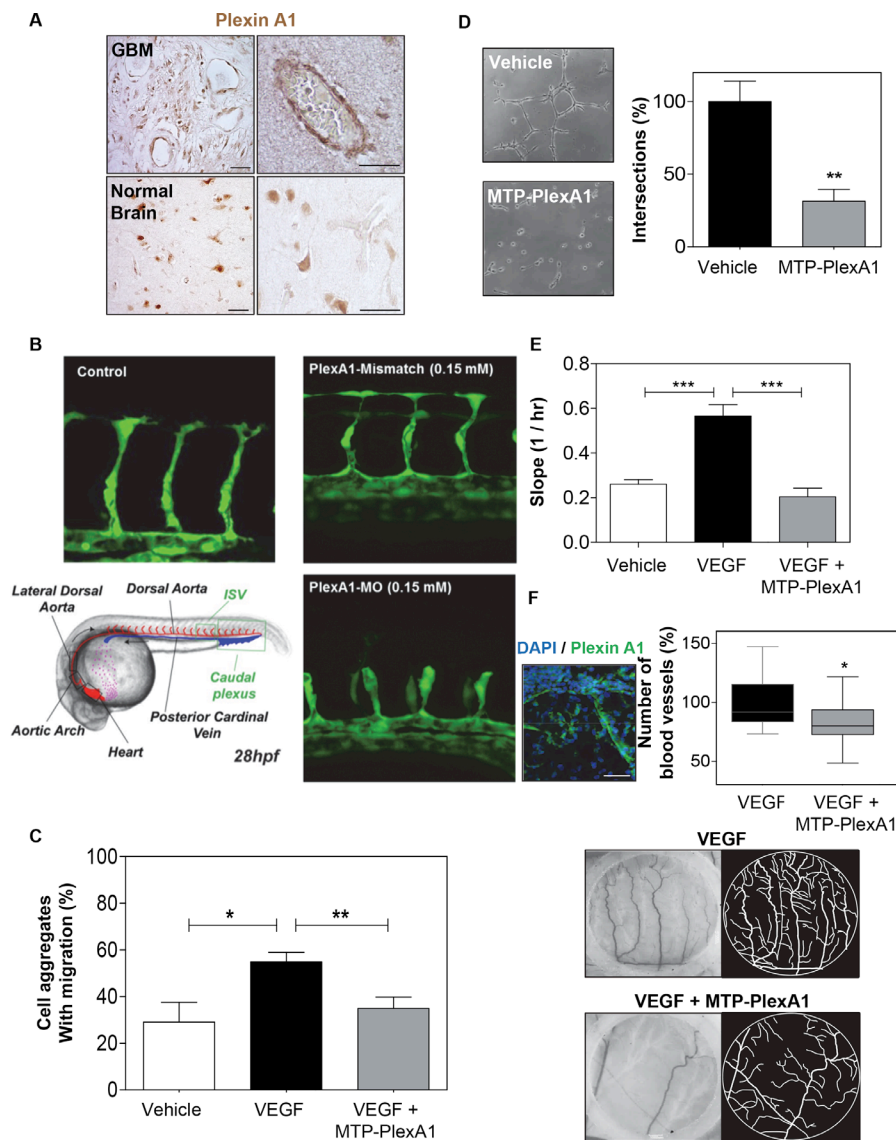 A
Plexin A1
GBM
Normal
Brain
B
Control
PlexA1-Mismatch (0.15 mM)
Lateral Dorsal
Aorta
Dorsal Aorta
ISV
Caudal
plexus
Aortic Arch
Posterior Cardinal
Vein
Heart
28hpf
PlexA1-MO (0.15 mM)
C
Cell aggregates
With migration (%)
100
80
60
40
20
0
*
**
Vehicle
VEGF
VEGF +
MTP-PlexA1
D
Vehicle
MTP-PlexA1
Intersections (%)
100
50
0
**
Vehicle
MTP-PlexA1
E
Slope (1 / hr)
0.8
0.6
0.4
0.2
0.0
***
***
Vehicle
VEGF
VEGF +
MTP-PlexA1
F
DAPI / Plexin A1
Number of
blood vessels (%)
150
100
50
*
VEGF
VEGF +
MTP-PlexA1
VEGF
VEGF + MTP-PlexA1